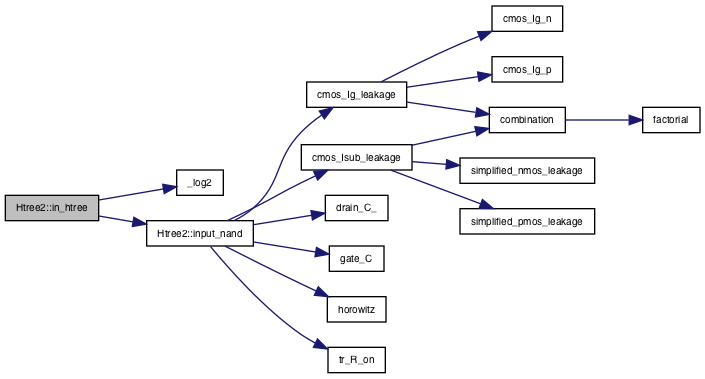 cmos_Ig_n
cmos_Ig_p
cmos_Ig_leakage
combination
factorial
cmos_Isub_leakage
simplified_nmos_leakage
_log2
Htree2::in_htree
drain_C_
simplified_pmos_leakage
Htree2::input_nand
gate_C
horowitz
tr_R_on